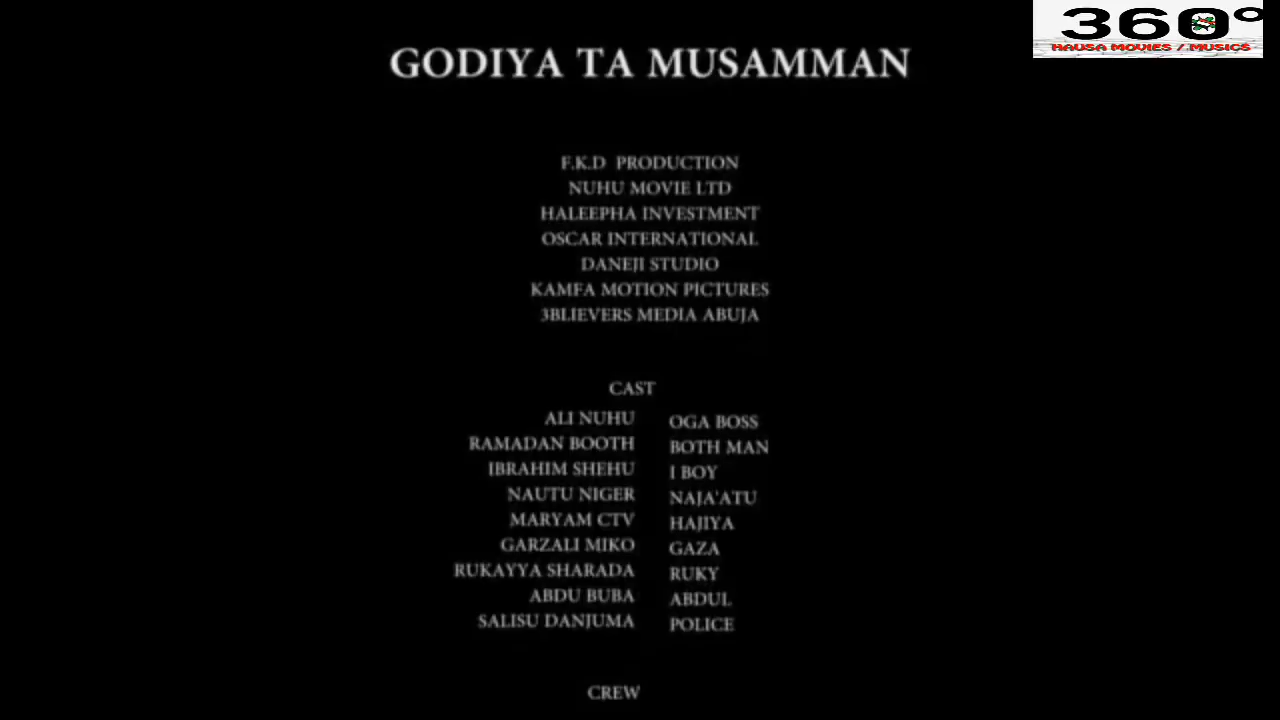 360°
HAUSA MOVIES / MUSICS
GODIYA TA MUSAMMAN
F.K.D PRODUCTION
NUHU MOVIE LTD
HALEEPHA INVESTMENT
OSCAR INTERNATIONAL
DANEJI STUDIO
KAMFA MOTION PICTURES
3BLIEVERS MEDIA ABUJA
CAST
ALI NUHU OGA BOSS
RAMADAN BOOTH BOTH MAN
IBRAHIM SHEHU I BOY
NAUTU NIGER NAJA'ATU
MARYAM CTV HAJIYA
GARZALI MIKO GAZA
RUKAYYA SHARADA RUKY
ABDU BUBA ABDUL
SALISU DANJUMA POLICE
CREW